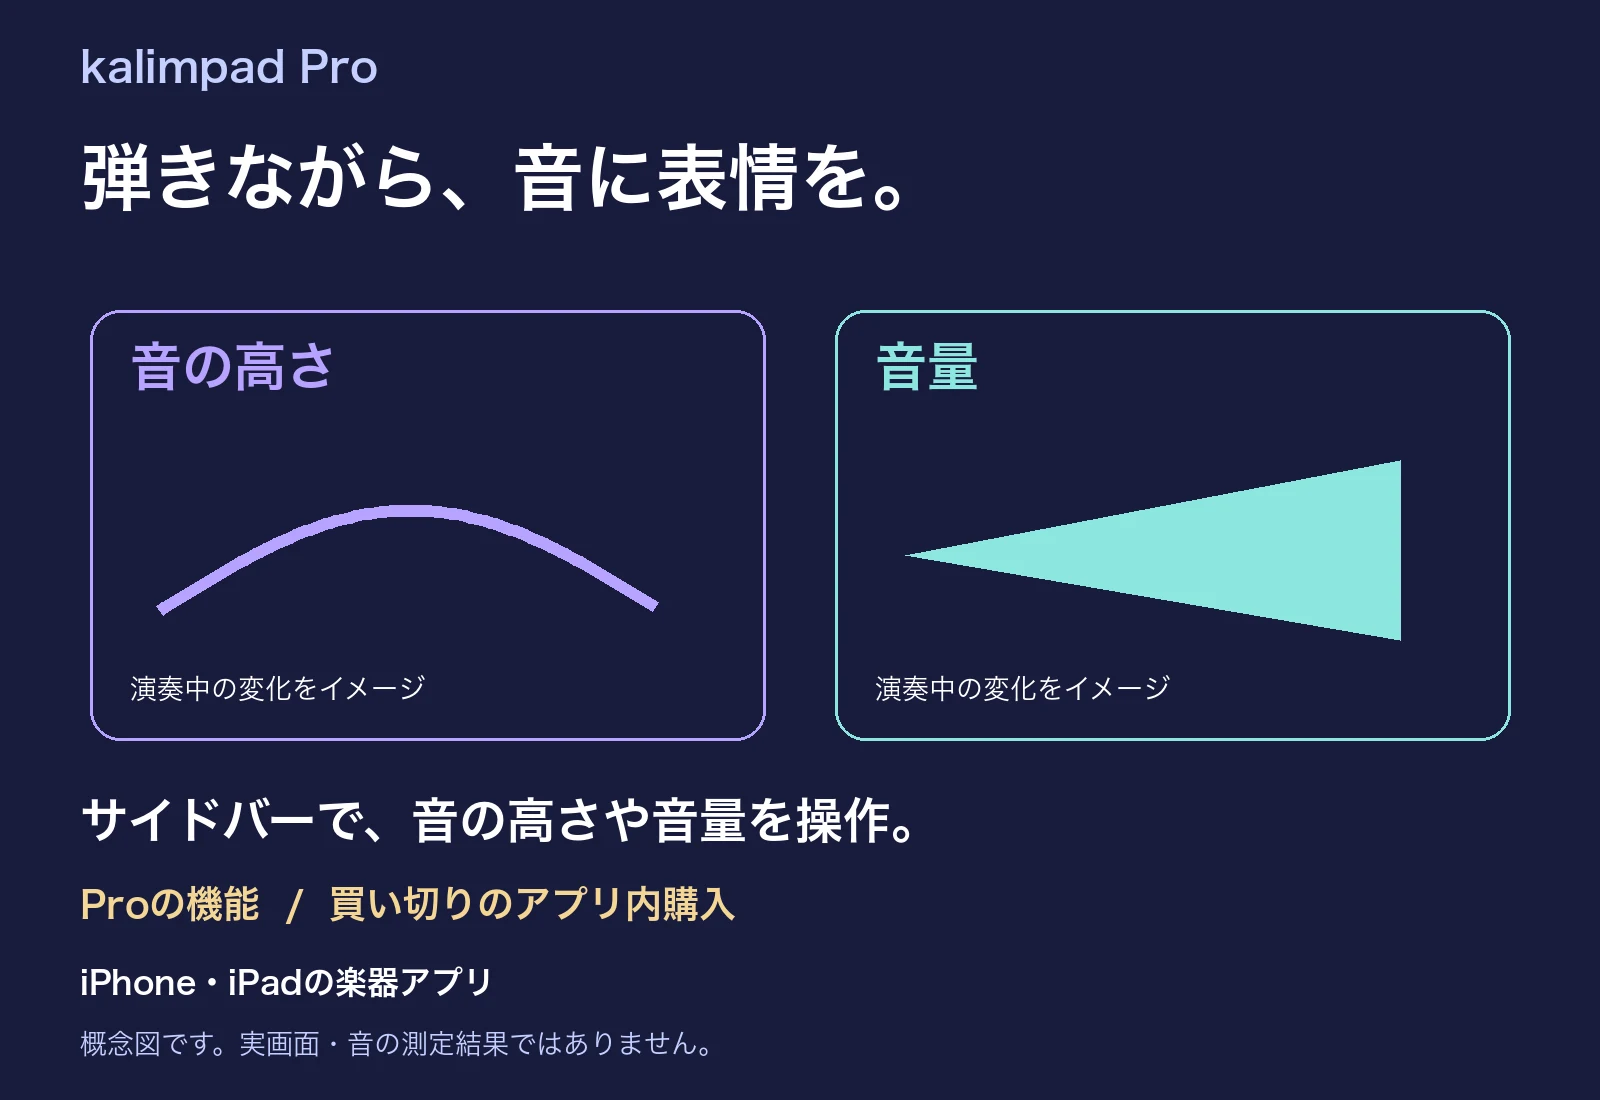 kalimpad Pro
弾きながら、音に表情を。
音の高さ
演奏中の変化をイメージ
音量
演奏中の変化をイメージ
サイドバーで、音の高さや音量を操作。
Proの機能 / 買い切りのアプリ内購入
iPhone・iPadの楽器アプリ
概念図です。実画面・音の測定結果ではありません。